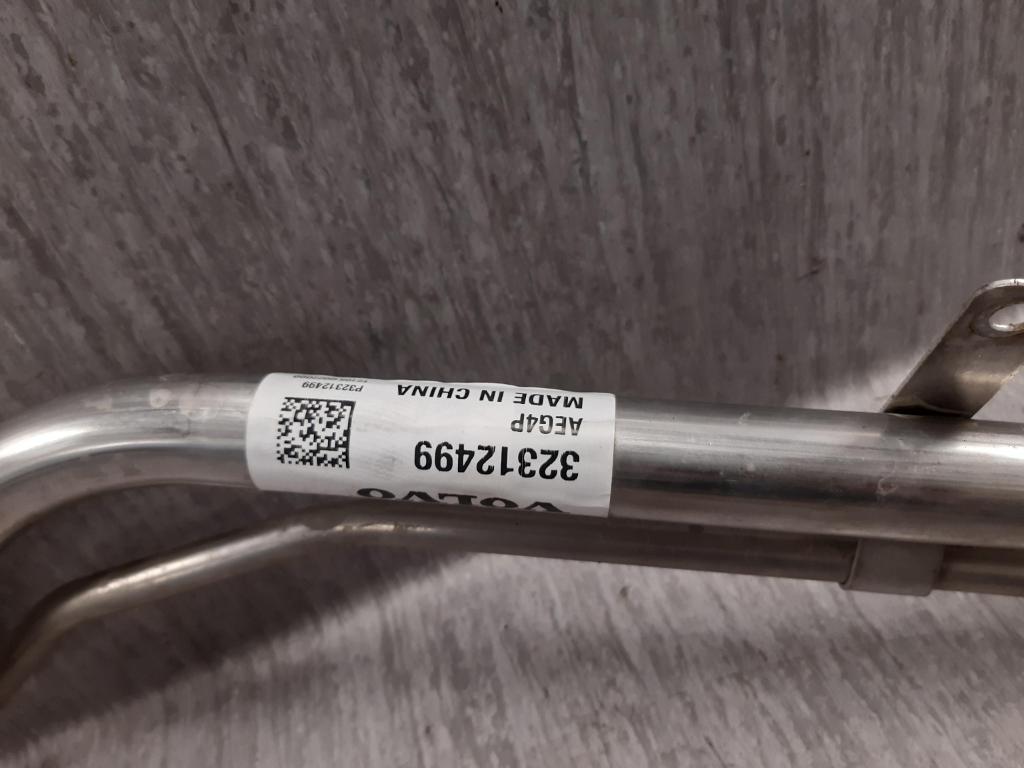 VOLVO
32312499
AEG4P
MADE IN CHINA
P32312499